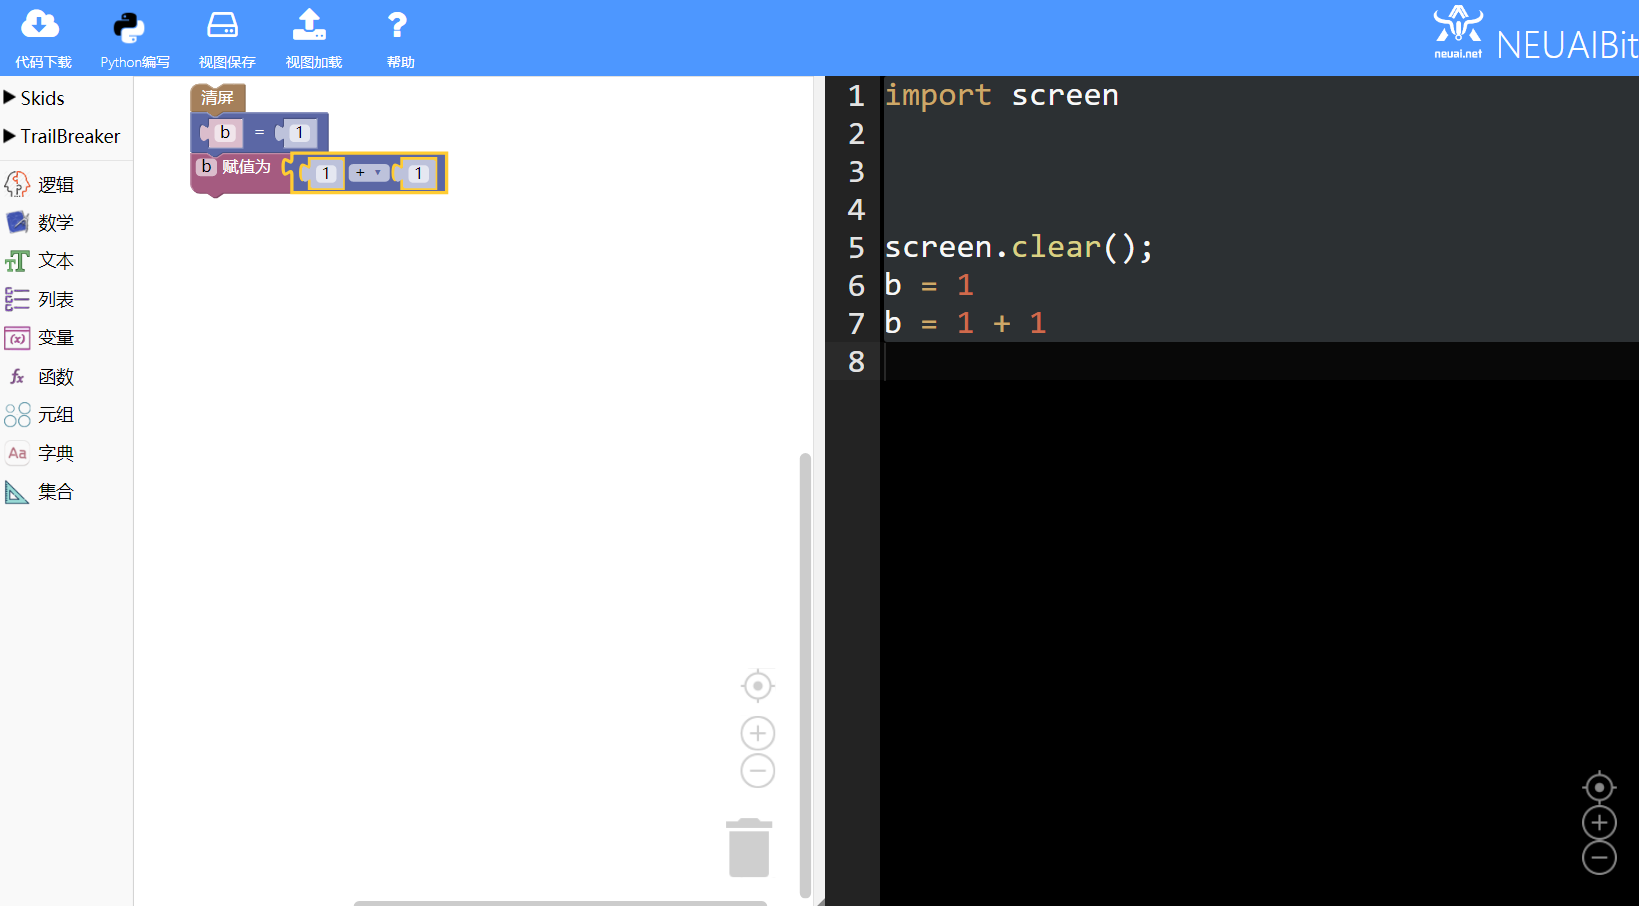 代码下载
Python编写
视图保存
视图加载
帮助
neuai.net
NEUAIBit
Skids
TrailBreaker
逻辑
数学
文本
列表
变量
函数
元组
字典
集合
清屏
b = 1
b 赋值为 1 + 1
1 import screen
2
3
4
5 screen.clear();
6 b = 1
7 b = 1 + 1
8